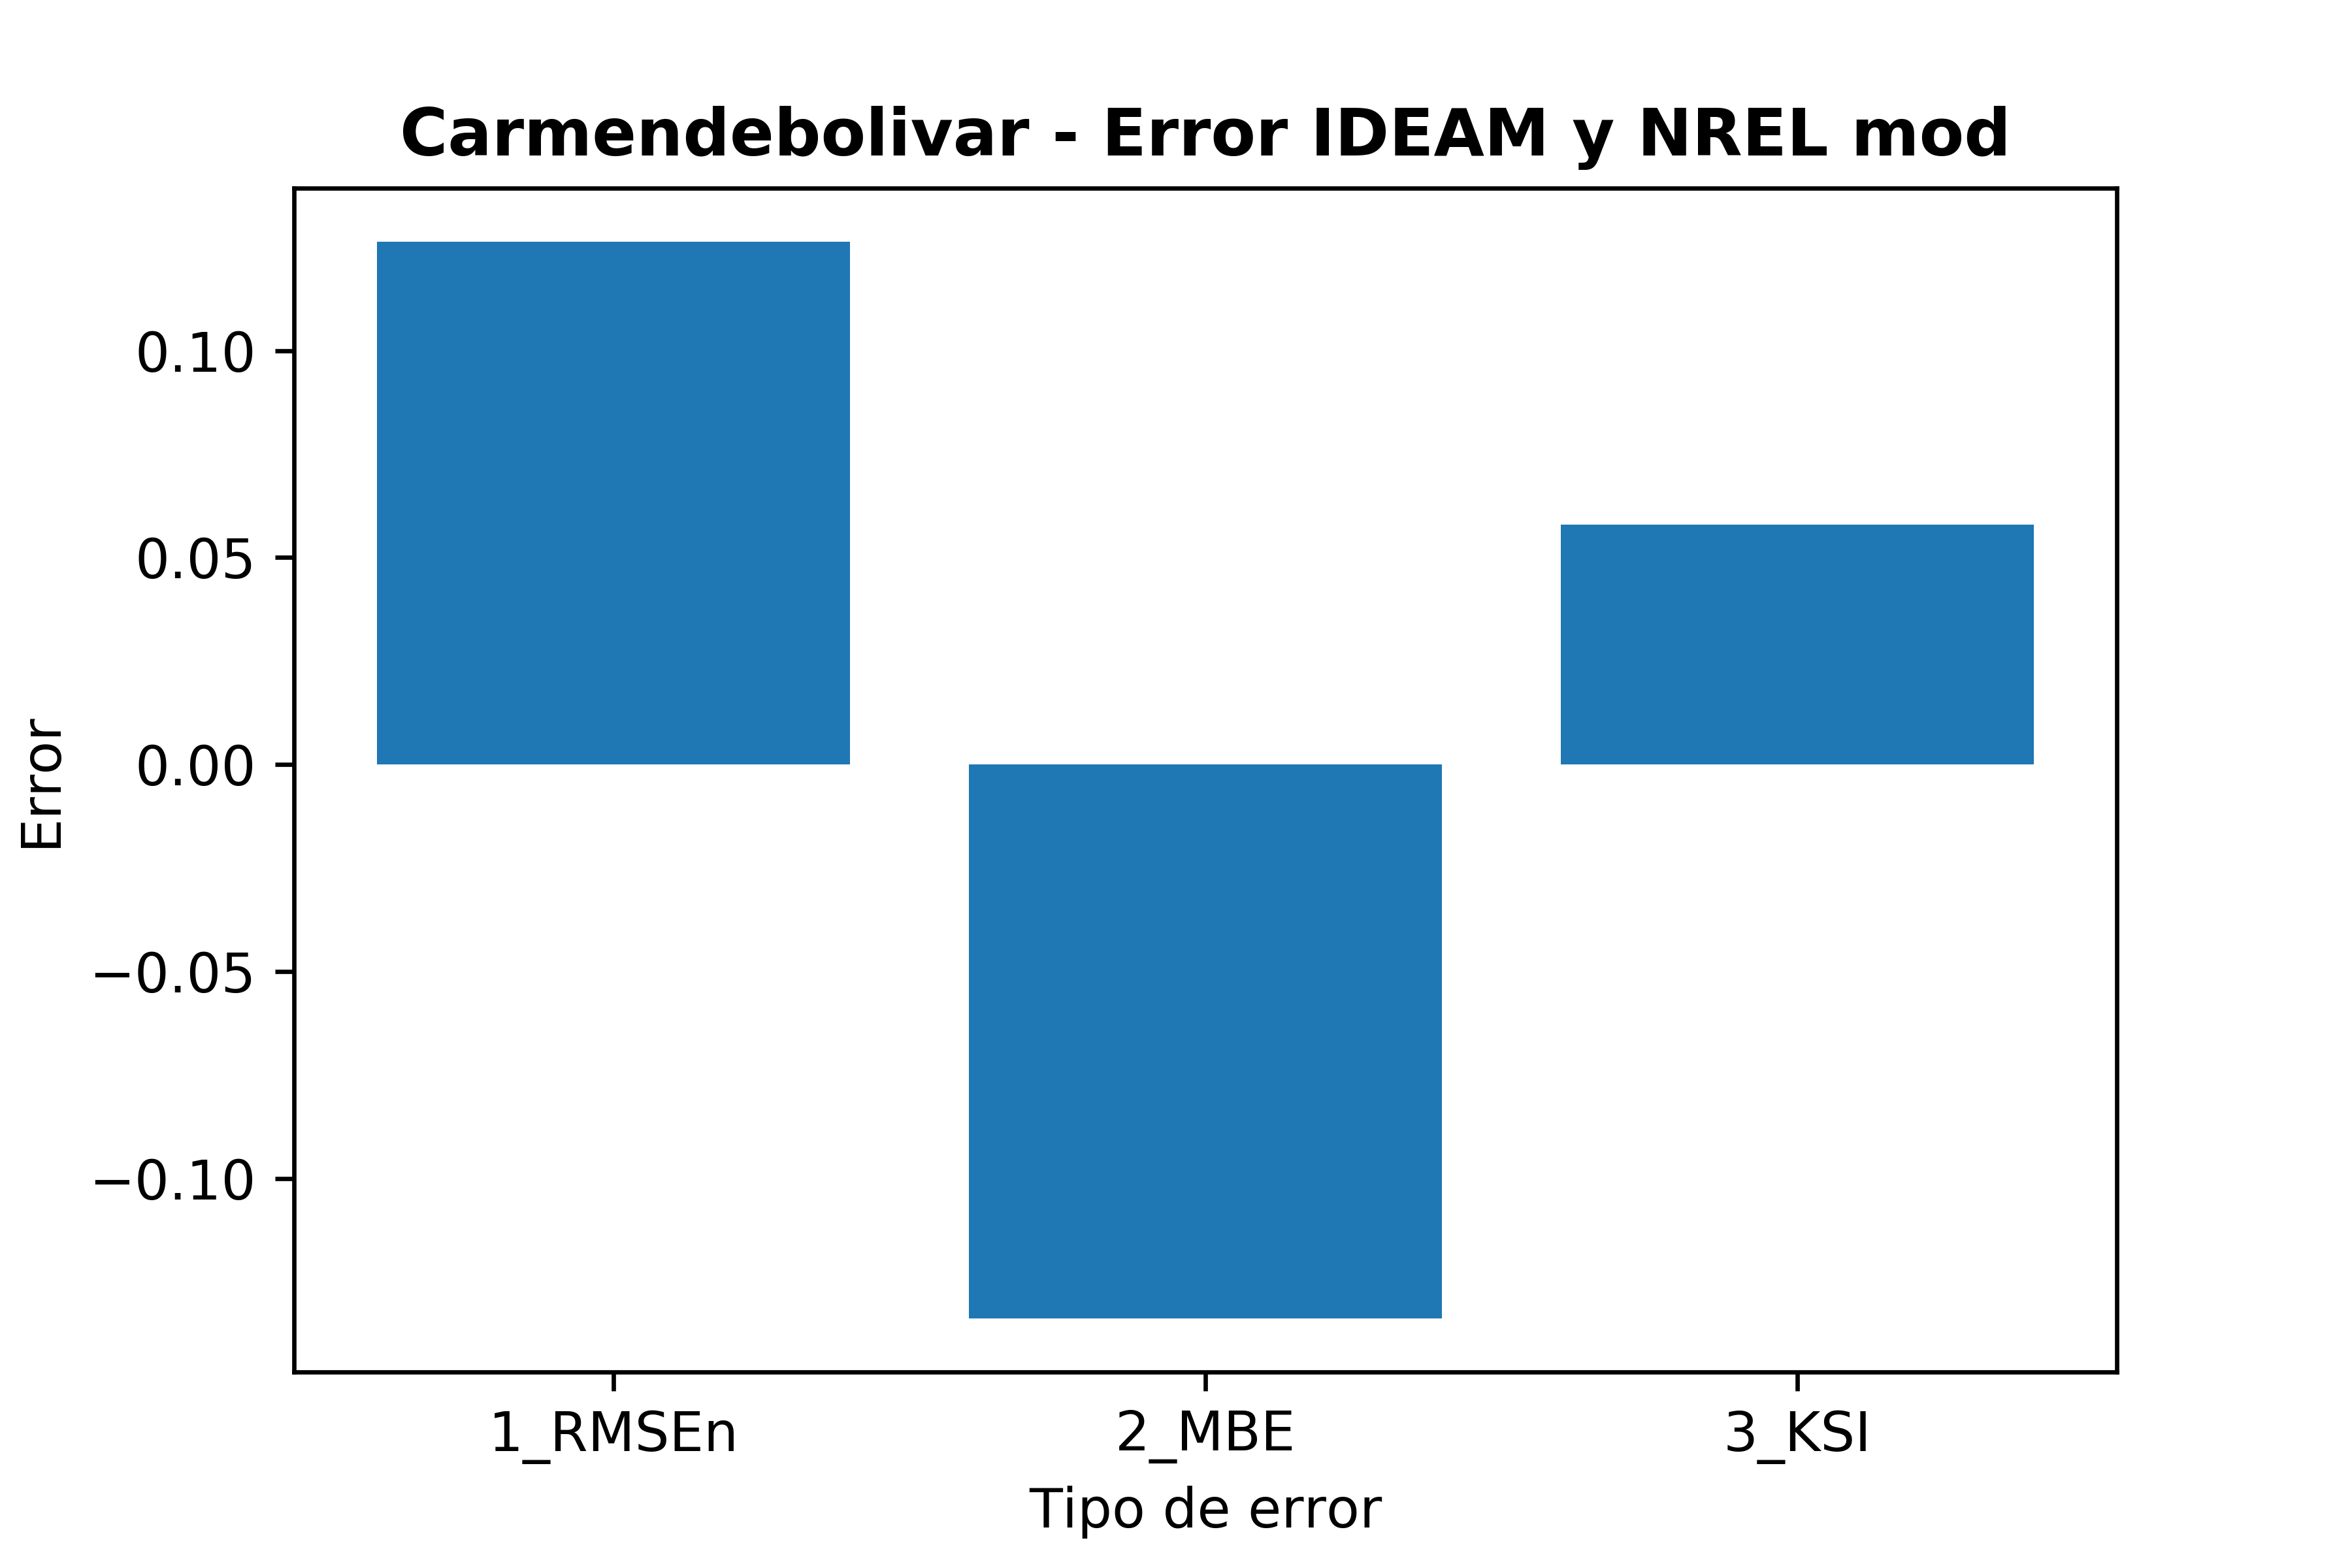 Carmendebolivar - Error IDEAM y NREL mod
Error
0.10
0.05
0.00
−0.05
−0.10
1_RMSEn 2_MBE 3_KSI
Tipo de error